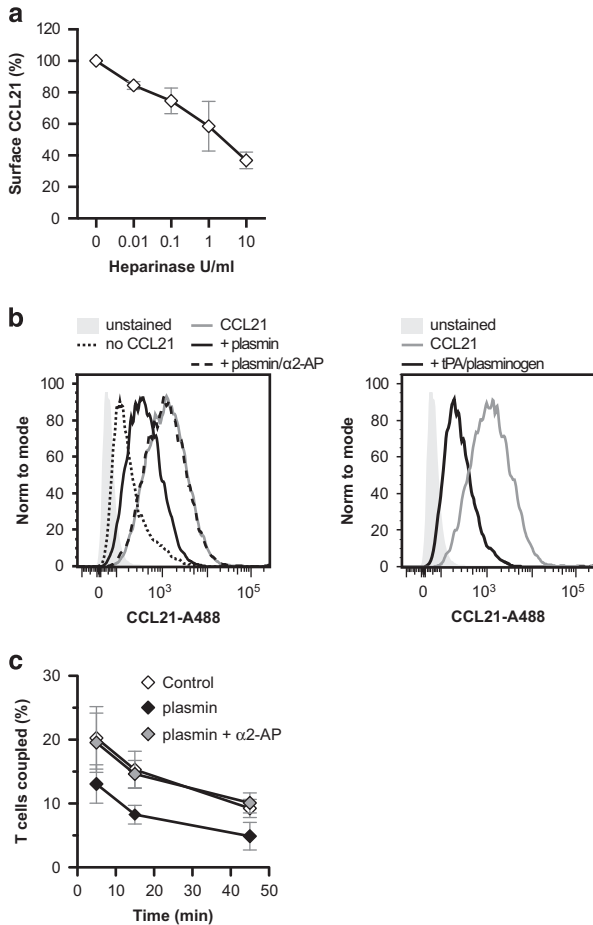 a
120
100
80
60
40
20
0
Surface CCL21 (%)
0 0.01 0.1 1 10
Heparinase U/ml
b
unstained
no CCL21
CCL21
+ plasmin
+ plasmin/α2-AP
100
80
60
40
20
0
Norm to mode
0 10³ 10⁵
CCL21-A488
unstained
CCL21
+ tPA/plasminogen
100
80
60
40
20
0
Norm to mode
0 10³ 10⁵
CCL21-A488
c
30
20
10
0
T cells coupled (%)
Control
plasmin
plasmin + α2-AP
0 10 20 30 40 50
Time (min)